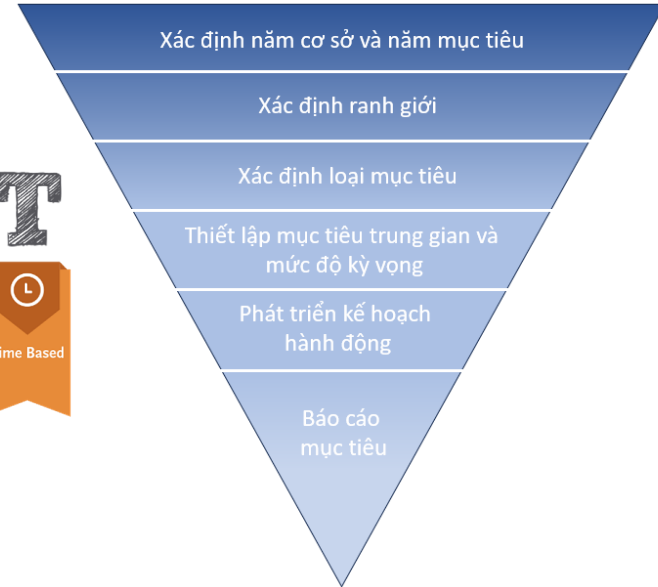 Xác định năm cơ sở và năm mục tiêu
Xác định ranh giới
Xác định loại mục tiêu
Thiết lập mục tiêu trung gian và
mức độ kỳ vọng
Phát triển kế hoạch
hành động
Báo cáo
mục tiêu
T
ime Based